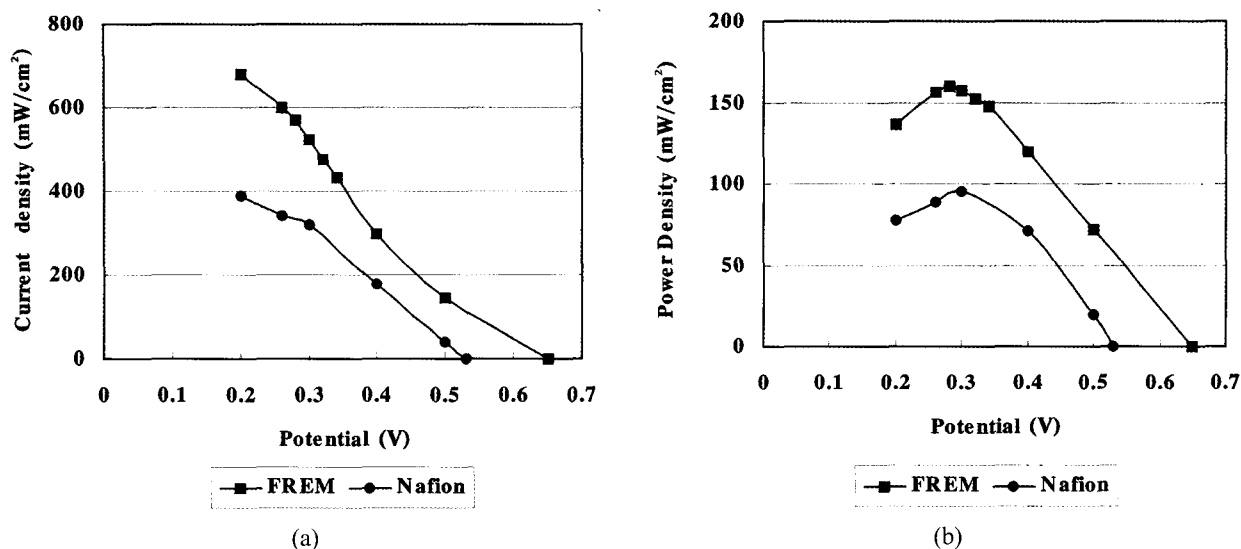 800
600
400
200
0
Current density (mW/cm²)
0 0.1 0.2 0.3 0.4 0.5 0.6 0.7
Potential (V)
FREM Nafion
(a)
200
150
100
50
0
Power Density (mW/cm²)
0 0.1 0.2 0.3 0.4 0.5 0.6 0.7
Potential (V)
FREM Nafion
(b)